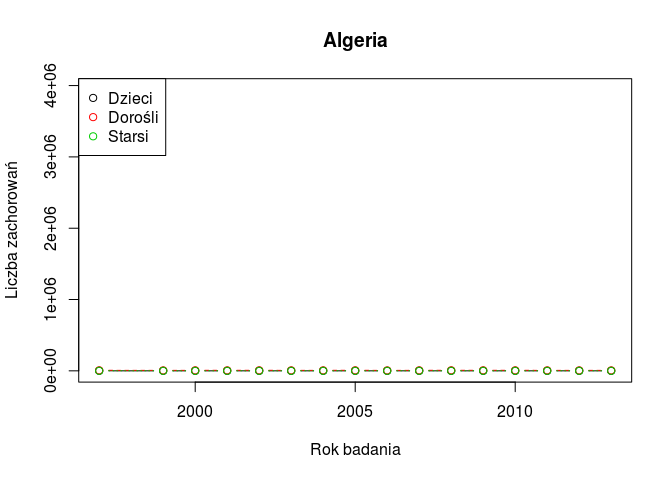 Algeria
Liczba zachorowań
4e+06
3e+06
2e+06
1e+06
0e+00
Dzieci
Dorośli
Starsi
2000 2005 2010
Rok badania